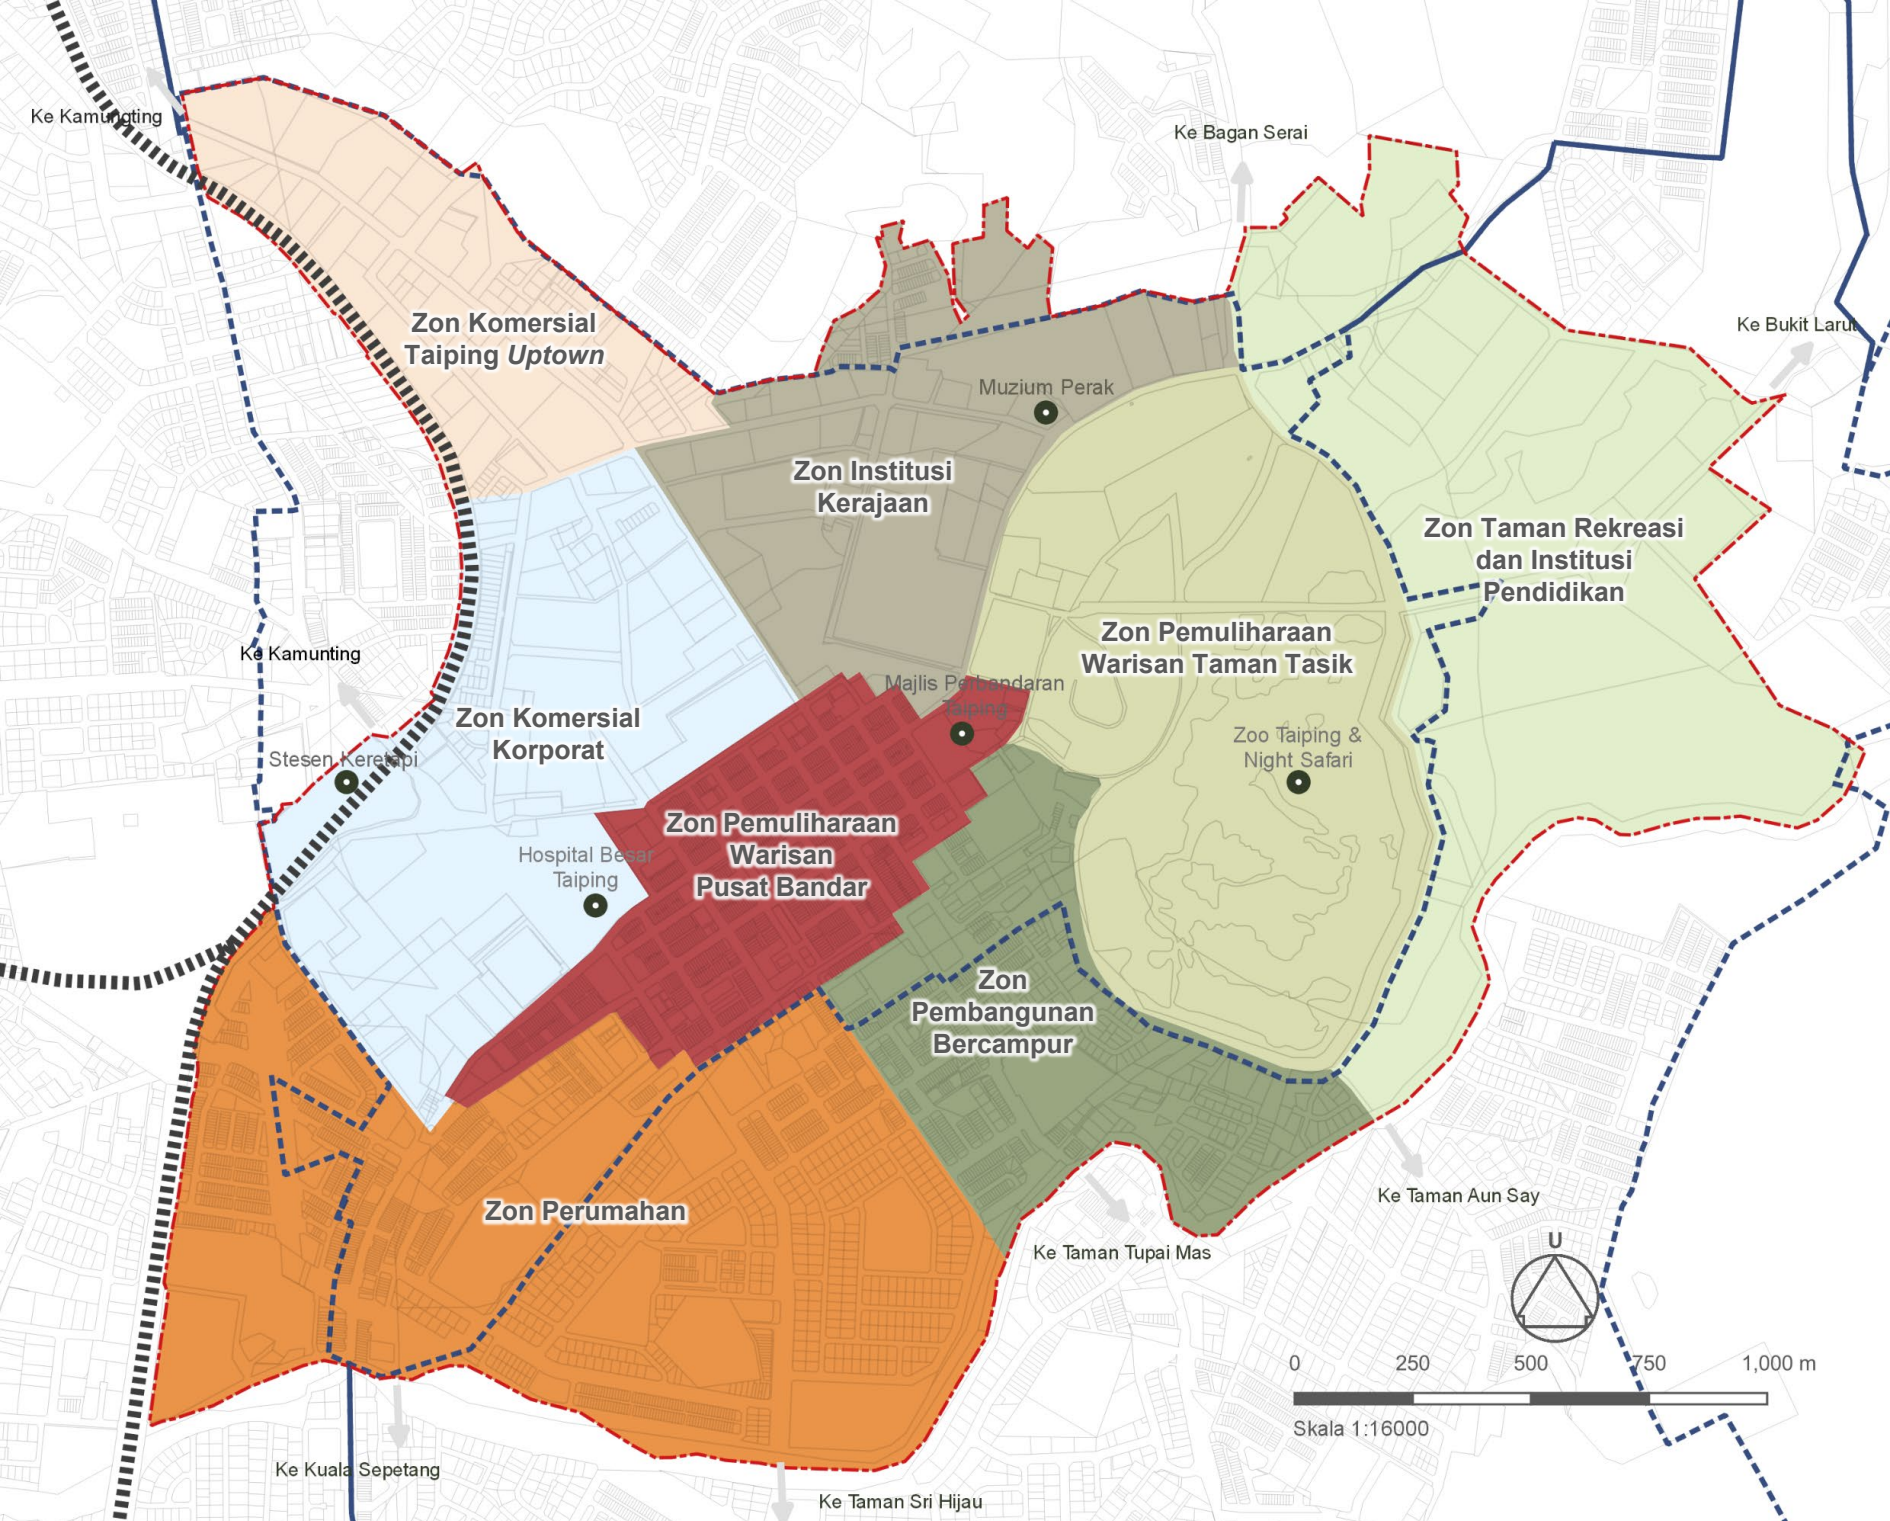 Ke Kamungting
Ke Bagan Serai
Zon Komersial
Taiping Uptown
Ke Bukit Larut
Muzium Perak
Zon Institusi
Kerajaan
Zon Taman Rekreasi
dan Institusi
Pendidikan
Zon Pemuliharaan
Warisan Taman Tasik
Ke Kamunting
Majlis Perbandaran
Taiping
Zon Komersial
Korporat
Stesen Keretapi
Zoo Taiping &
Night Safari
Zon Pemuliharaan
Warisan
Pusat Bandar
Hospital Besar
Taiping
Zon
Pembangunan
Bercampur
Zon Perumahan
Ke Taman Aun Say
Ke Taman Tupai Mas
U
0 250 500 750 1,000 m
Skala 1:16000
Ke Kuala Sepetang
Ke Taman Sri Hijau